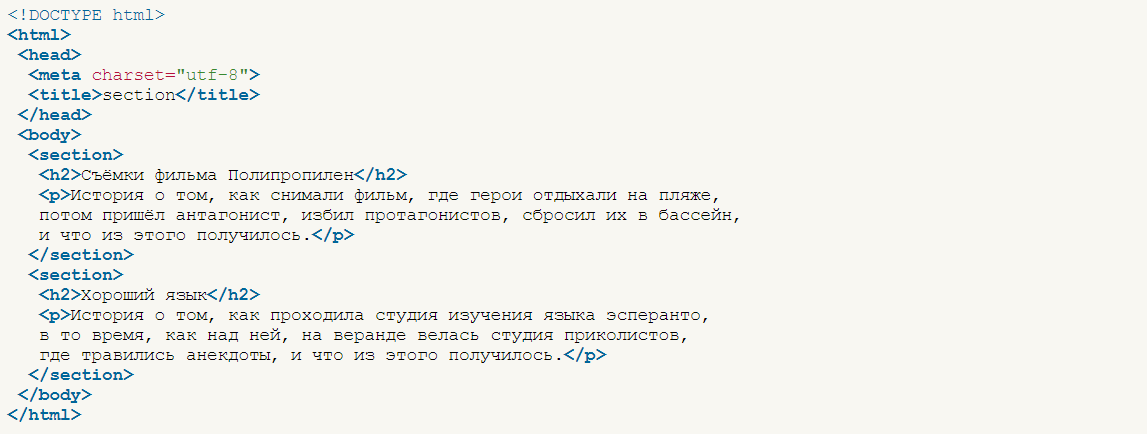 <!DOCTYPE html>
<html>
<head>
<meta charset="utf-8">
<title>section</title>
</head>
<body>
<section>
<h2>Съёмки фильма Полипропилен</h2>
<p>История о том, как снимали фильм, где герои отдыхали на пляже,
потом пришёл антагонист, избил протагонистов, сбросил их в бассейн,
и что из этого получилось.</p>
</section>
<section>
<h2>Хороший язык</h2>
<p>История о том, как проходила студия изучения языка эсперанто,
в то время, как над ней, на веранде велась студия приколистов,
где травились анекдоты, и что из этого получилось.</p>
</section>
</body>
</html>